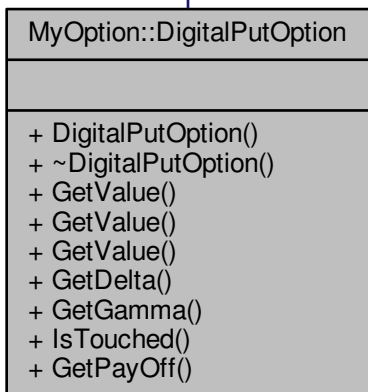 MyOption::DigitalPutOption
+ DigitalPutOption()
+ ~DigitalPutOption()
+ GetValue()
+ GetValue()
+ GetValue()
+ GetDelta()
+ GetGamma()
+ IsTouched()
+ GetPayOff()